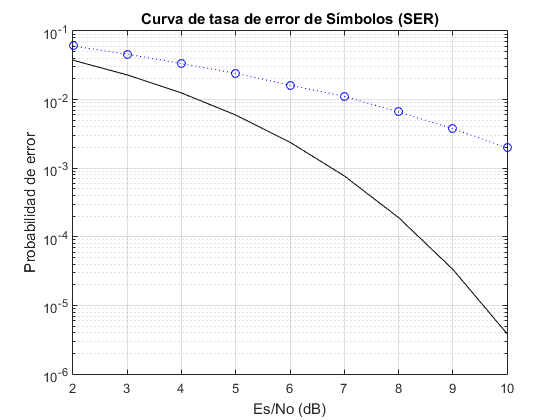 Curva de tasa de error de Símbolos (SER)
Probabilidad de error
10^-1
10^-2
10^-3
10^-4
10^-5
10^-6
2 3 4 5 6 7 8 9 10
Es/No (dB)